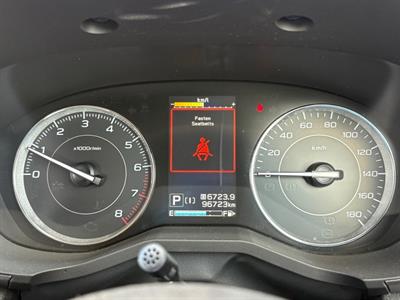 km/l
Fasten
Seatbelts
0 1 2 3 4 5 6 7 8
x1000r/min
0 20 40 60 80 100 120 140 160 180
km/h
P
6723.9
96723km
E F